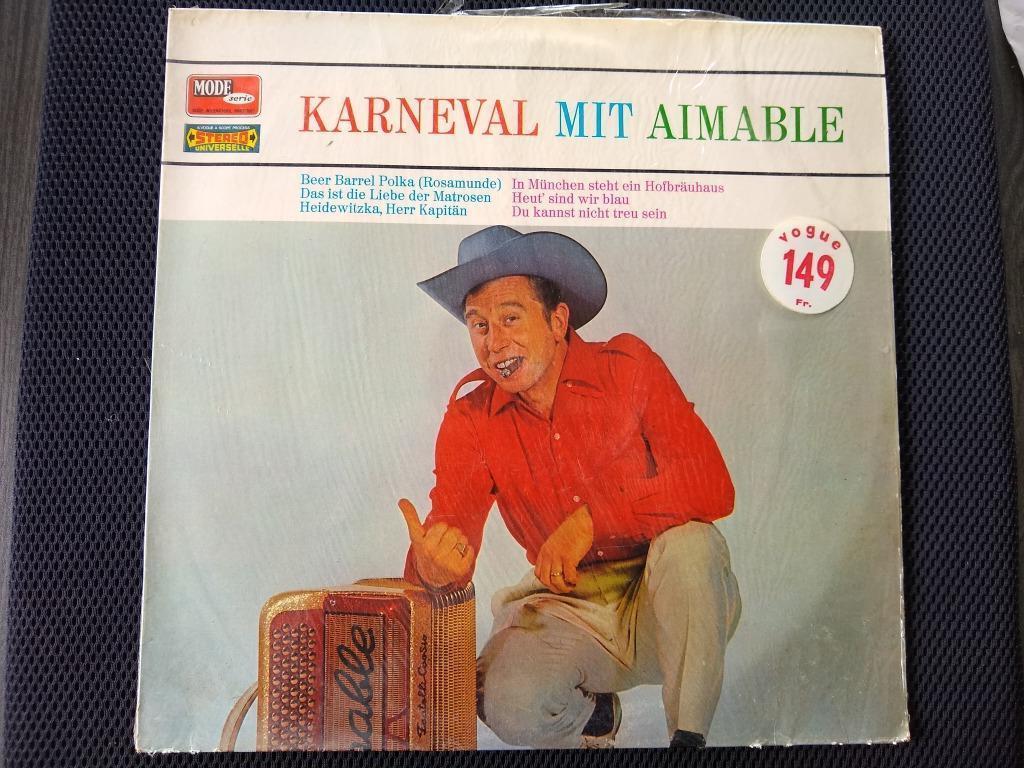 MODE
serie
KARNEVAL MIT AIMABLE
STEREO
UNIVERSELLE
Beer Barrel Polka (Rosamunde)
Das ist die Liebe der Matrosen
Heidewitzka, Herr Kapitän
In München steht ein Hofbräuhaus
Heut' sind wir blau
Du kannst nicht treu sein
vogue
149
Fr.
able